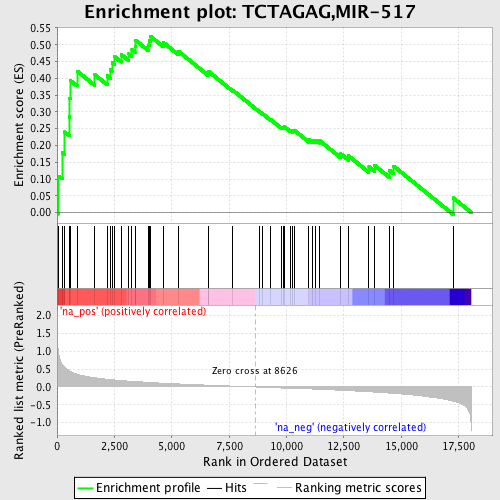 Enrichment plot: TCTAGAG,MIR-517
Enrichment score (ES)
0.55
0.50
0.45
0.40
0.35
0.30
0.25
0.20
0.15
0.10
0.05
0.00
'na_pos' (positively correlated)
Ranked list metric (PreRanked)
2.0
1.5
1.0
0.5
0.0
-0.5
-1.0
Zero cross at 8626
'na_neg' (negatively correlated)
0
2,500
5,000
7,500
10,000
12,500
15,000
17,500
Rank in Ordered Dataset
Enrichment profile
Hits
Ranking metric scores